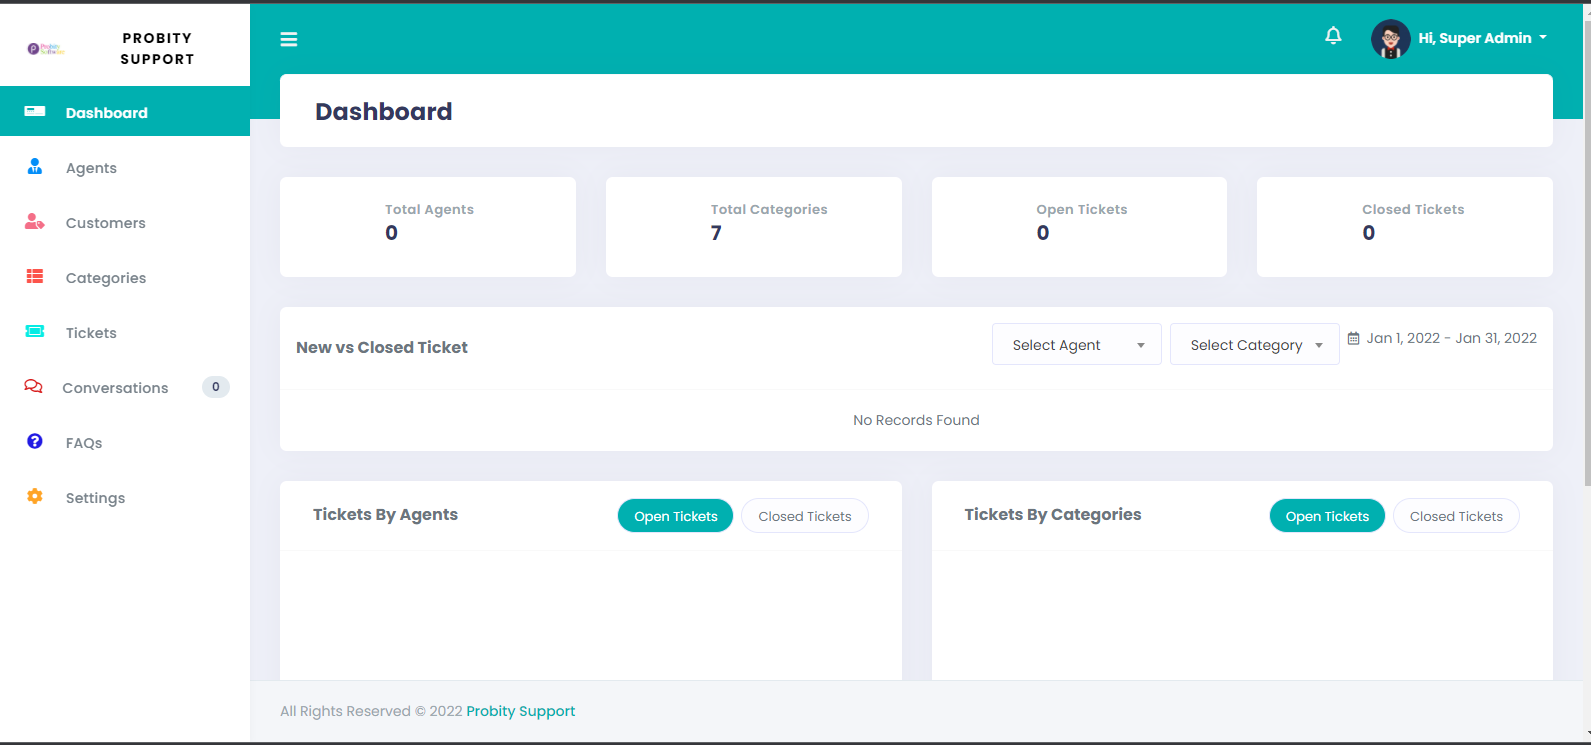 PROBITY
SUPPORT
Hi, Super Admin
Dashboard
Agents
Customers
Categories
Tickets
Conversations 0
FAQs
Settings
Dashboard
Total Agents
0
Total Categories
7
Open Tickets
0
Closed Tickets
0
New vs Closed Ticket
Select Agent
Select Category
Jan 1, 2022 - Jan 31, 2022
No Records Found
Tickets By Agents
Open Tickets
Closed Tickets
Tickets By Categories
Open Tickets
Closed Tickets
All Rights Reserved © 2022 Probity Support